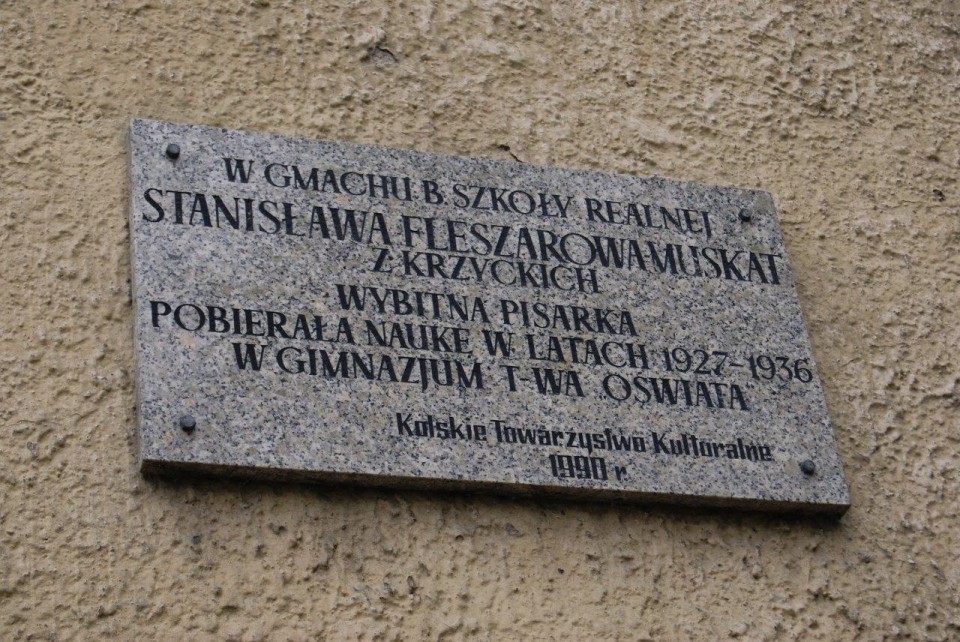 W GMACHU B. SZKOŁY REALNEJ
STANISŁAWA FLESZAROWA MUSKAT
Z KRZYCKICH
WYBITNA PISARKA
POBIERAŁA NAUKĘ W LATACH 1927-1936
W GIMNAZJUM T-WA „OŚWIATA"
Kolskie Towarzystwo Kulturalne
1990 r.